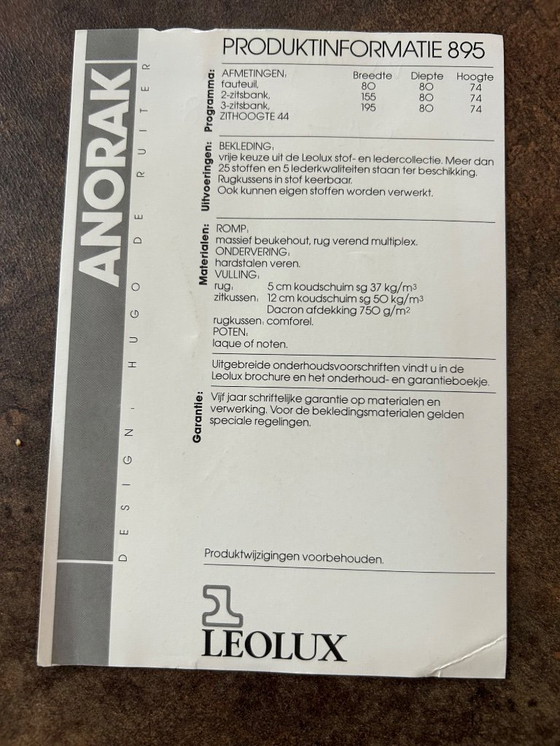 PRODUKTINFORMATIE 895
Programma:
AFMETINGEN, Breedte Diepte Hoogte
fauteuil, 80 80 74
2-zitsbank, 155 80 74
3-zitsbank, 195 80 74
ZITHOOGTE 44
Uitvoeringen:
BEKLEDING,
vrije keuze uit de Leolux stof- en ledercollectie. Meer dan
25 stoffen en 5 lederkwaliteiten staan ter beschikking.
Rugkussens in stof keerbaar.
Ook kunnen eigen stoffen worden verwerkt.
Materialen:
ROMP,
massief beukehout, rug verend multiplex.
ONDERVERING,
hardstalen veren.
VULLING,
rug, 5 cm koudschuim sg 37 kg/m³
zitkussen, 12 cm koudschuim sg 50 kg/m³
Dacron afdekking 750 g/m²
rugkussen, comforel.
POTEN,
laque of noten.
Uitgebreide onderhoudsvoorschriften vindt u in de
Leolux brochure en het onderhoud- en garantieboekje.
Garantie:
Vijf jaar schriftelijke garantie op materialen en
verwerking. Voor de bekledingsmaterialen gelden
speciale regelingen.
Produktwijzigingen voorbehouden.
LEOLUX
ANORAK
DESIGN, HUGO DE RUITER